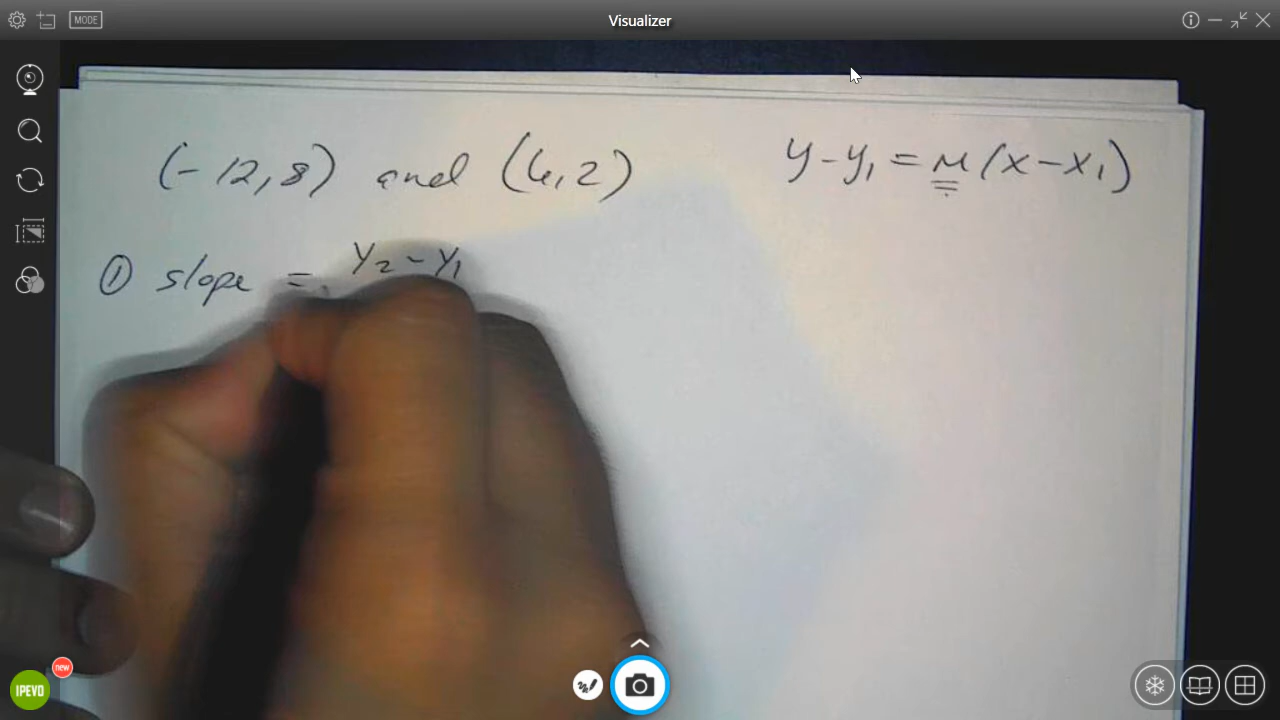 MODE
Visualizer
(-12, 8) and (6, 2)
y - y₁ = m (x - x₁)
① slope = y₂ - y₁
new
IPEVO